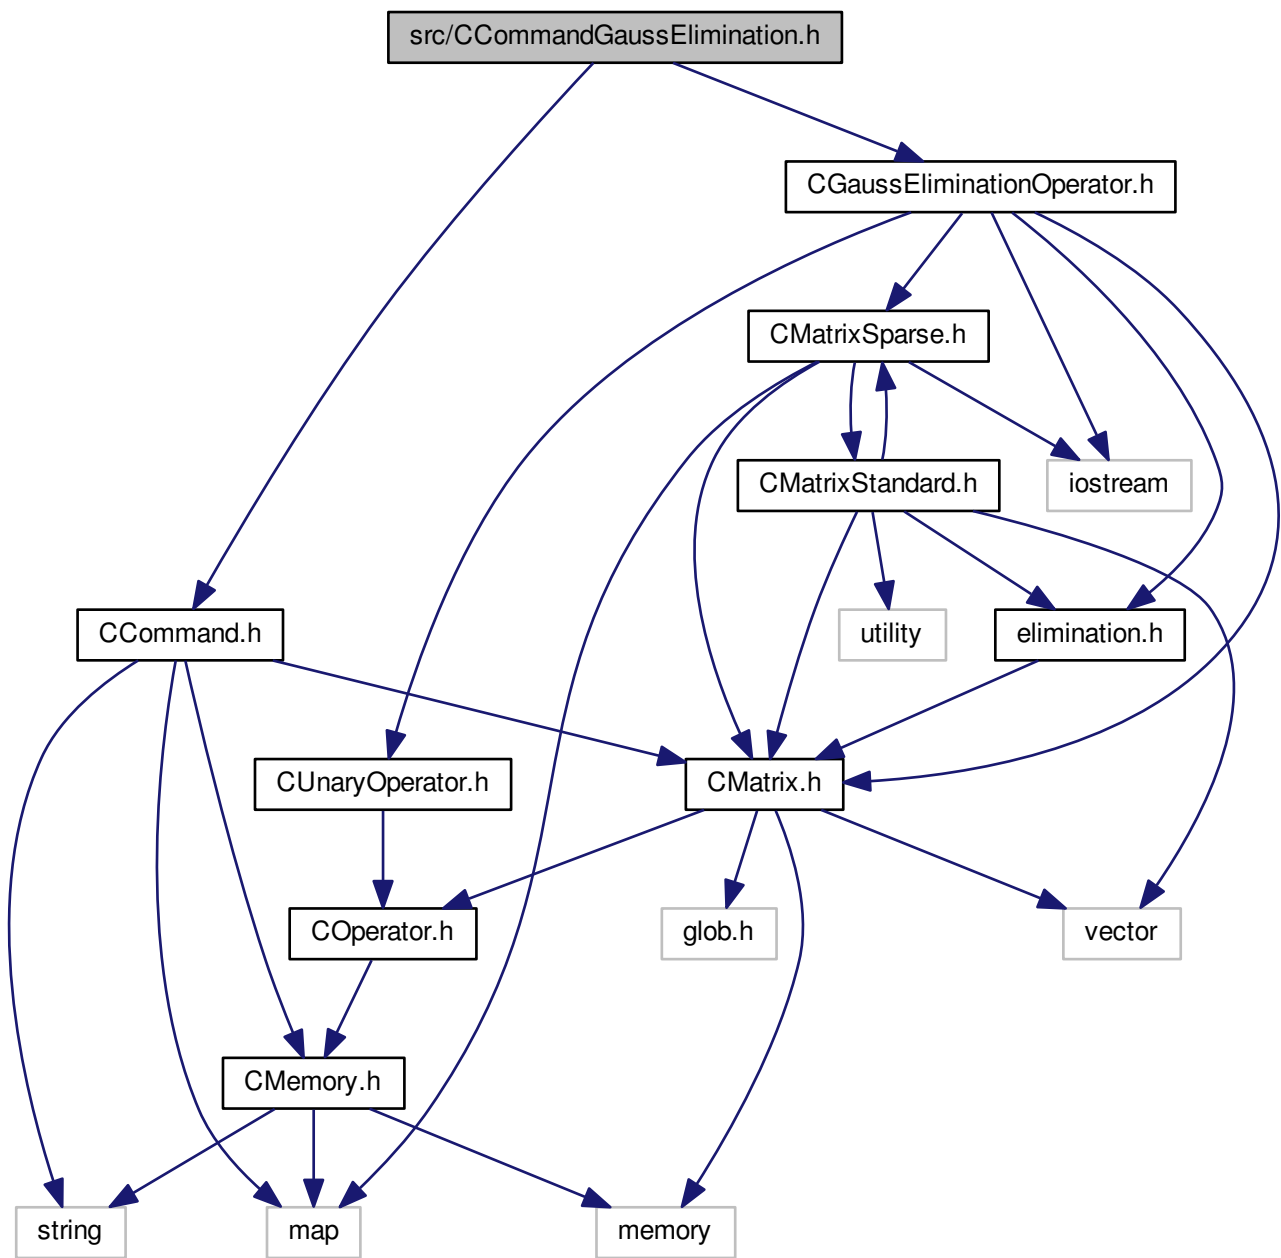 src/CCommandGaussElimination.h
CGaussEliminationOperator.h
CMatrixSparse.h
CMatrixStandard.h
iostream
CCommand.h
utility
elimination.h
CUnaryOperator.h
CMatrix.h
COperator.h
glob.h
vector
CMemory.h
string
map
memory